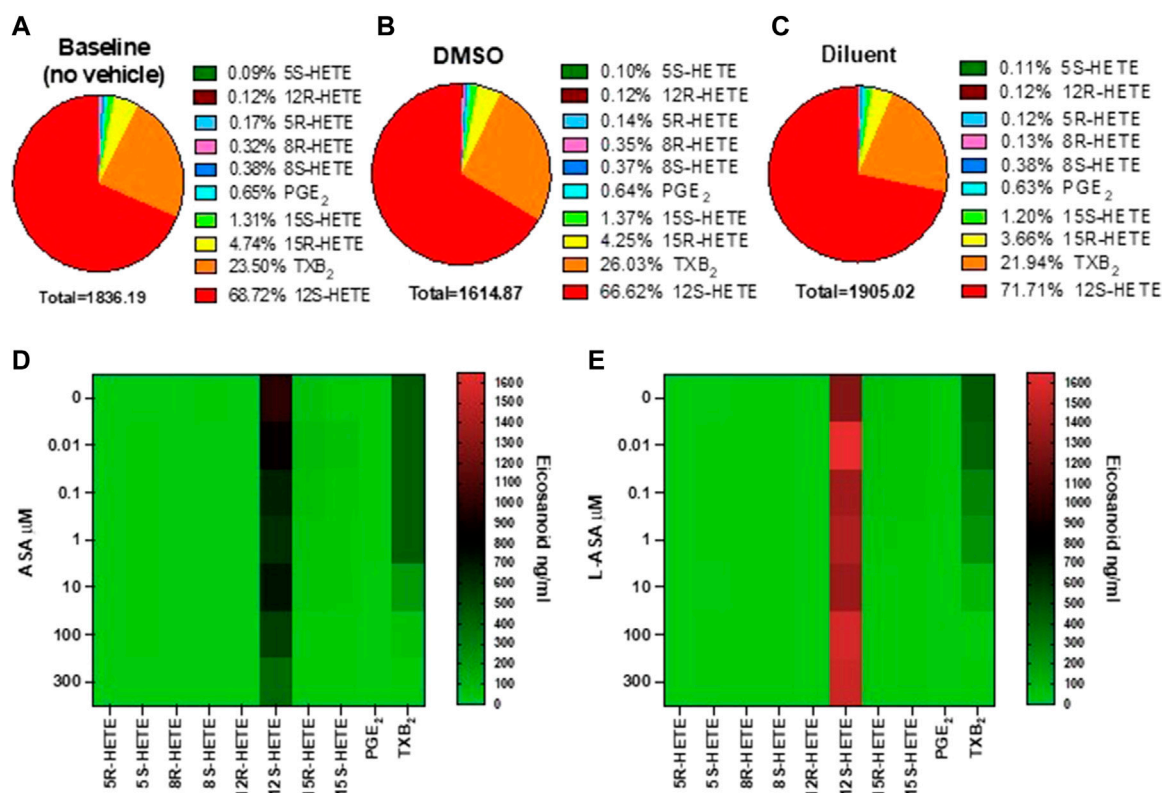 A
Baseline
(no vehicle)
0.09% 5S-HETE
0.12% 12R-HETE
0.17% 5R-HETE
0.32% 8R-HETE
0.38% 8S-HETE
0.65% PGE2
1.31% 15S-HETE
4.74% 15R-HETE
23.50% TXB2
68.72% 12S-HETE
Total=1836.19
B
DMSO
0.10% 5S-HETE
0.12% 12R-HETE
0.14% 5R-HETE
0.35% 8R-HETE
0.37% 8S-HETE
0.64% PGE2
1.37% 15S-HETE
4.25% 15R-HETE
26.03% TXB2
66.62% 12S-HETE
Total=1614.87
C
Diluent
0.11% 5S-HETE
0.12% 12R-HETE
0.12% 5R-HETE
0.13% 8R-HETE
0.38% 8S-HETE
0.63% PGE2
1.20% 15S-HETE
3.66% 15R-HETE
21.94% TXB2
71.71% 12S-HETE
Total=1905.02
D
ASA µM
0
0.01
0.1
1
10
100
300
5R-HETE
5S-HETE
8R-HETE
8S-HETE
12R-HETE
12S-HETE
15R-HETE
15S-HETE
PGE2
TXB2
1600
1500
1400
1300
1200
1100
1000
900
800
700
600
500
400
300
200
100
0
Eicosanoid ng/ml
E
L-ASA µM
0
0.01
0.1
1
10
100
300
5R-HETE
5S-HETE
8R-HETE
8S-HETE
12R-HETE
12S-HETE
15R-HETE
15S-HETE
PGE2
TXB2
1600
1500
1400
1300
1200
1100
1000
900
800
700
600
500
400
300
200
100
0
Eicosanoid ng/ml